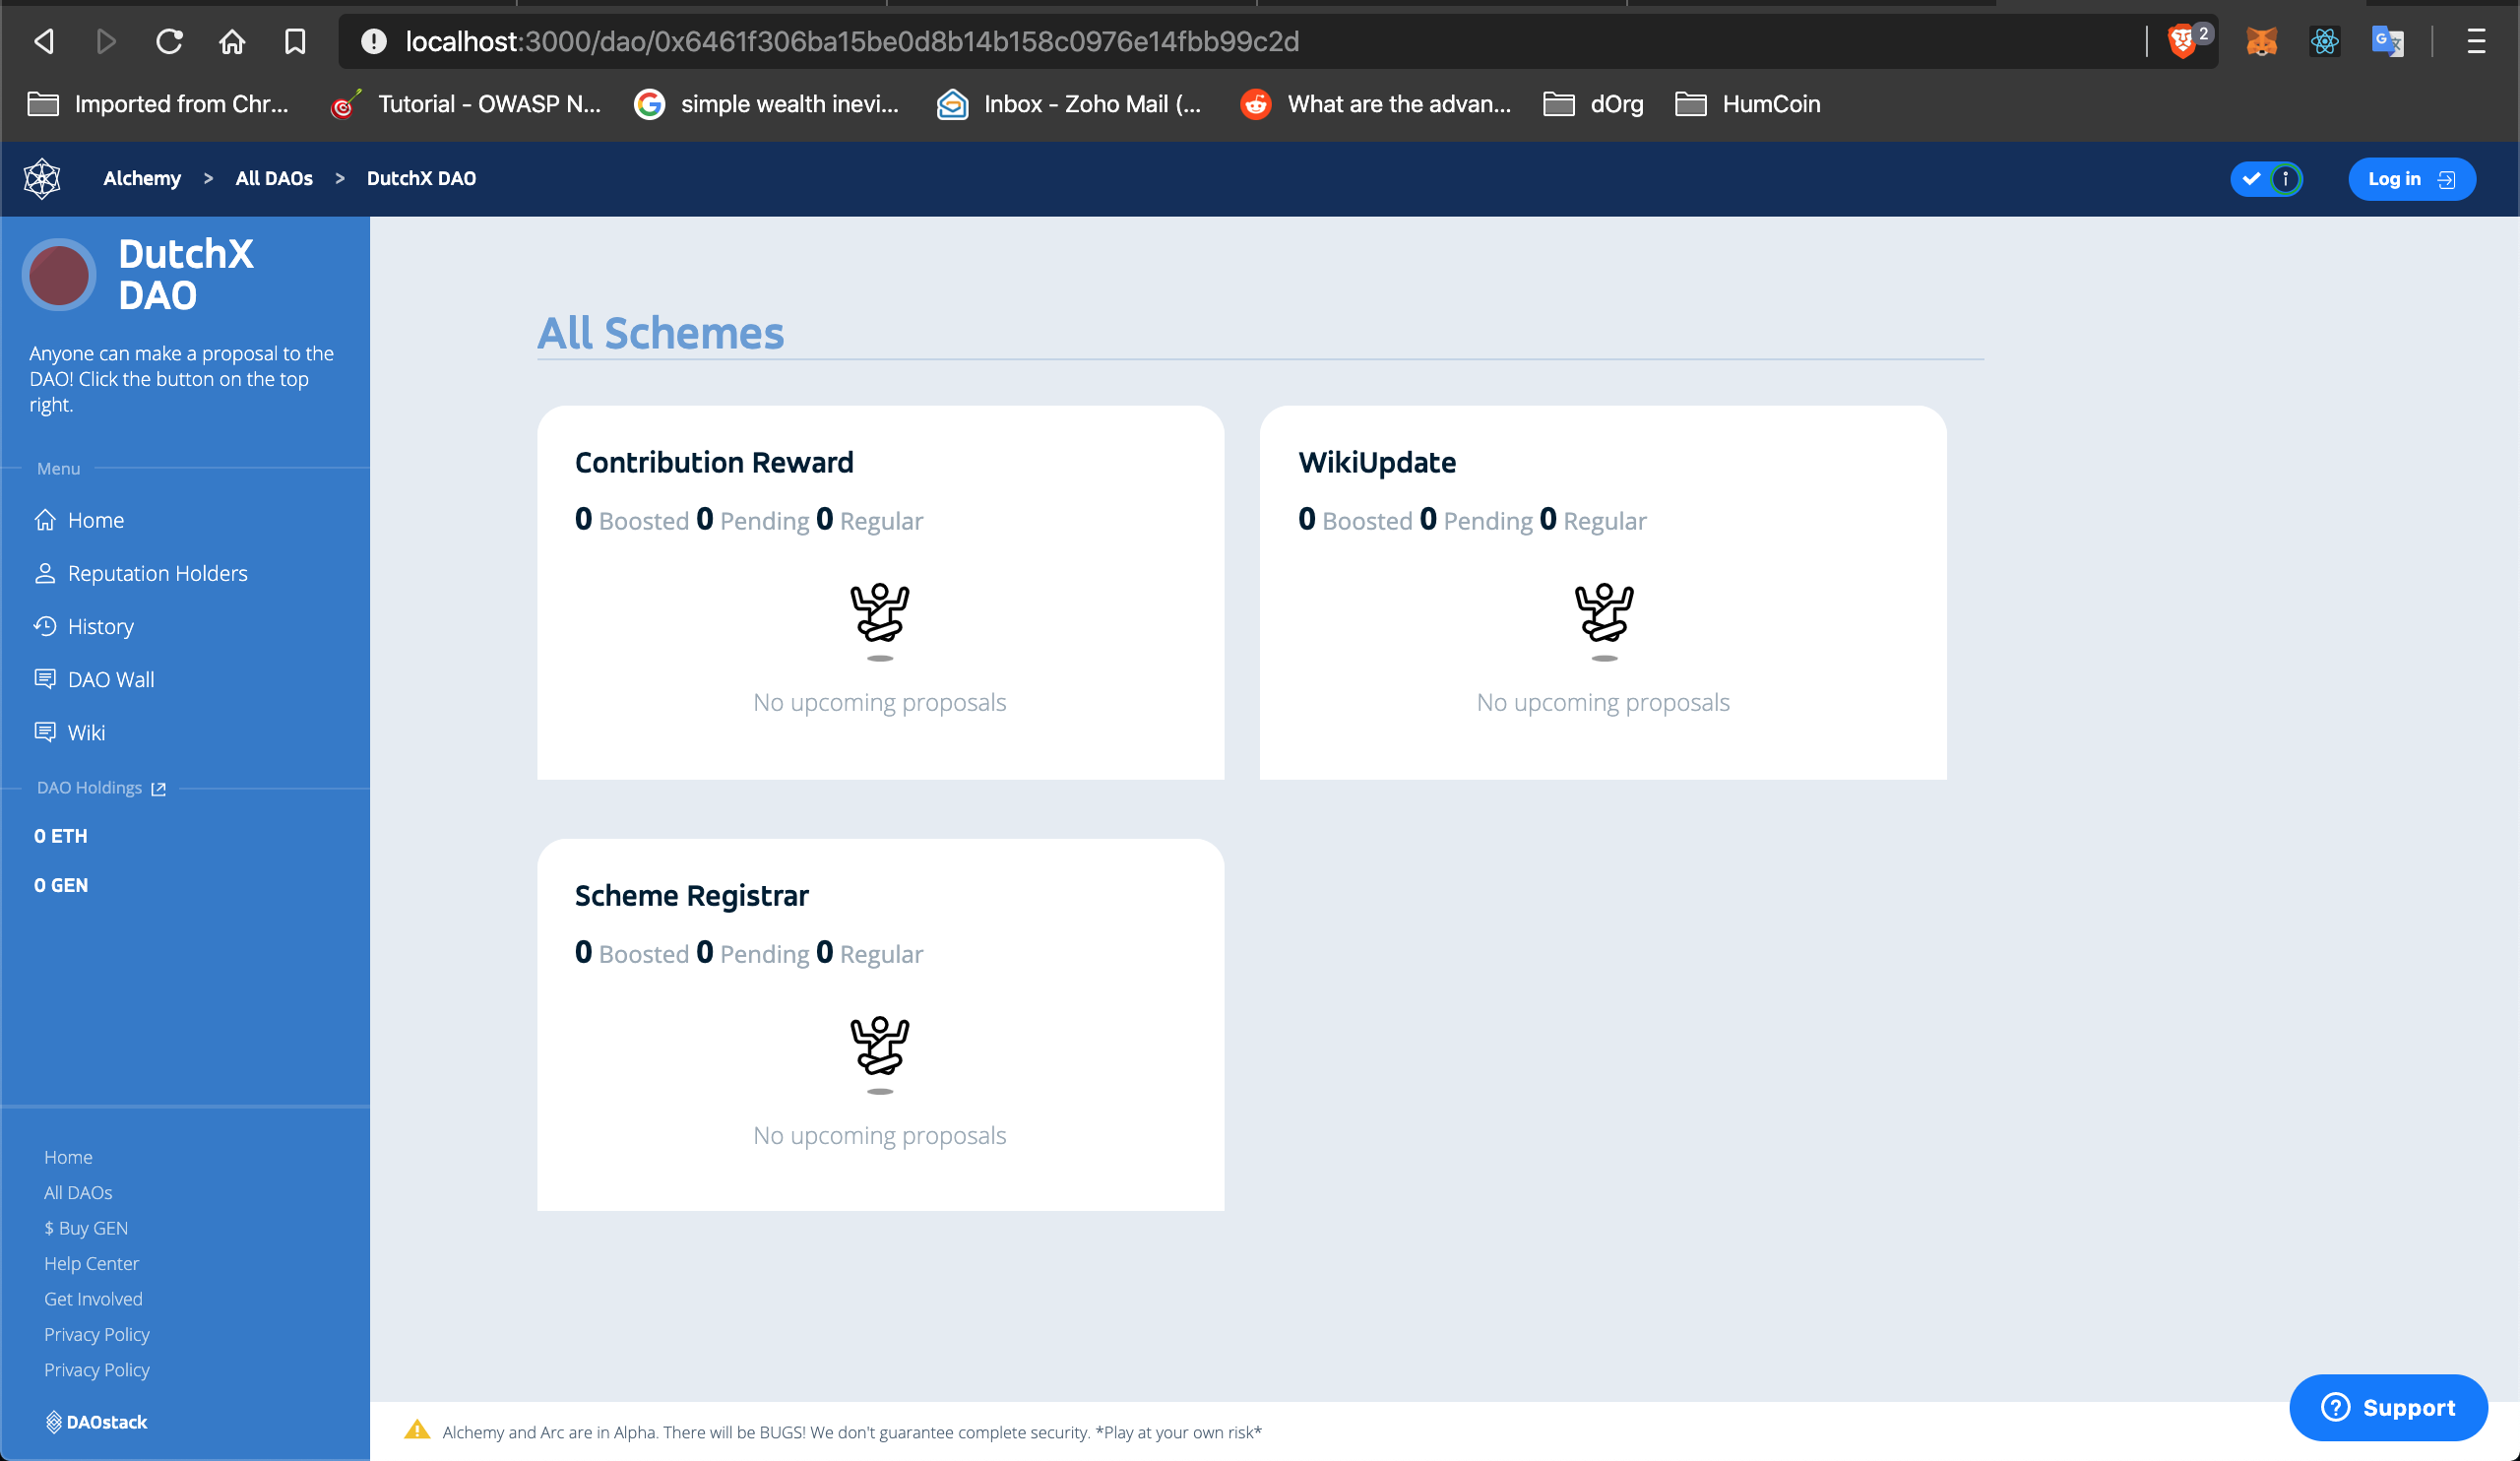 localhost:3000/dao/0x6461f306ba15be0d8b14b158c0976e14fbb99c2d
2
Imported from Chr...
Tutorial - OWASP N...
simple wealth inevi...
Inbox - Zoho Mail (...
What are the advan...
dOrg
HumCoin
Alchemy > All DAOs > DutchX DAO
Log in
DutchX
DAO
Anyone can make a proposal to the
DAO! Click the button on the top
right.
Menu
Home
Reputation Holders
History
DAO Wall
Wiki
DAO Holdings
0 ETH
0 GEN
Home
All DAOs
$ Buy GEN
Help Center
Get Involved
Privacy Policy
Privacy Policy
DAOstack
All Schemes
Contribution Reward
0 Boosted 0 Pending 0 Regular
No upcoming proposals
WikiUpdate
0 Boosted 0 Pending 0 Regular
No upcoming proposals
Scheme Registrar
0 Boosted 0 Pending 0 Regular
No upcoming proposals
Alchemy and Arc are in Alpha. There will be BUGS! We don't guarantee complete security. *Play at your own risk*
Support